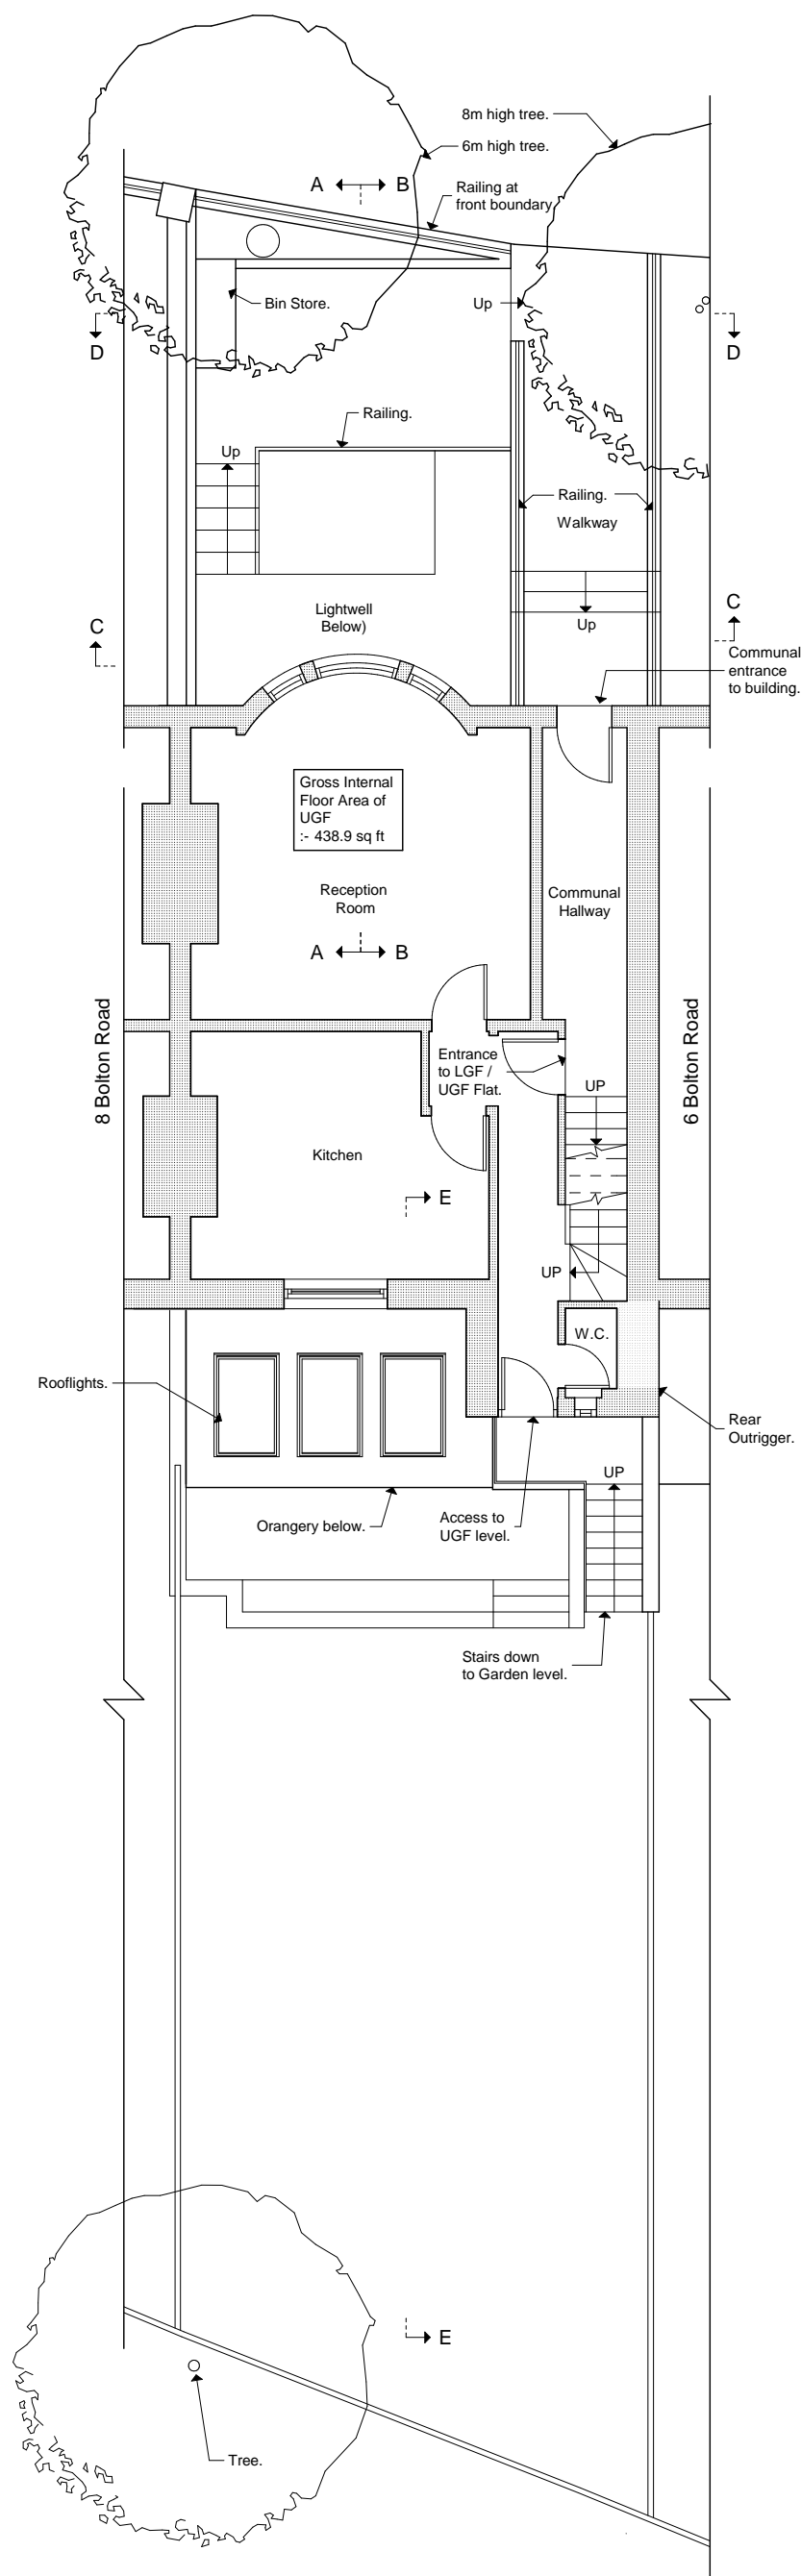 8m high tree.
6m high tree.
A
B
Railing at
front boundary
Bin Store.
Up
D
D
Railing.
Up
Railing.
Walkway
C
C
Lightwell
Below)
Up
Communal
entrance
to building.
Gross Internal
Floor Area of
UGF
:- 438.9 sq ft
Reception
Room
Communal
Hallway
A
B
8 Bolton Road
6 Bolton Road
Entrance
to LGF /
UGF Flat.
UP
Kitchen
E
UP
W.C.
Rooflights.
Rear
Outrigger.
UP
Orangery below.
Access to
UGF level.
Stairs down
to Garden level.
E
Tree.